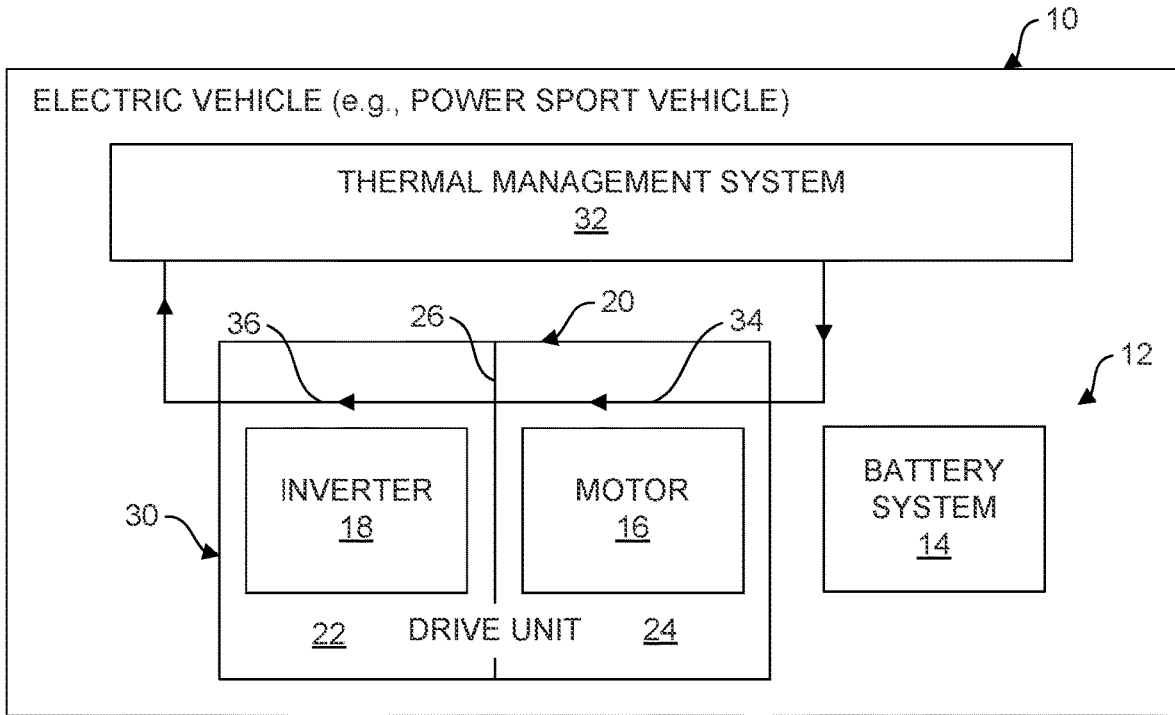 10
ELECTRIC VEHICLE (e.g., POWER SPORT VEHICLE)
THERMAL MANAGEMENT SYSTEM
32
36
26
20
34
12
INVERTER
18
MOTOR
16
BATTERY
SYSTEM
14
30
22 DRIVE UNIT 24